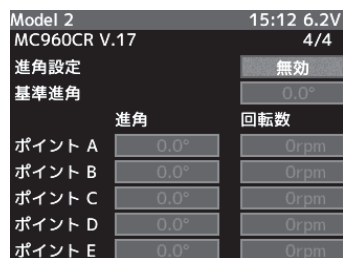 Model 2 15:12 6.2V
MC960CR V.17 4/4
進角設定 無効
基準進角 0.0°
進角 回転数
ポイント A 0.0° 0rpm
ポイント B 0.0° 0rpm
ポイント C 0.0° 0rpm
ポイント D 0.0° 0rpm
ポイント E 0.0° 0rpm